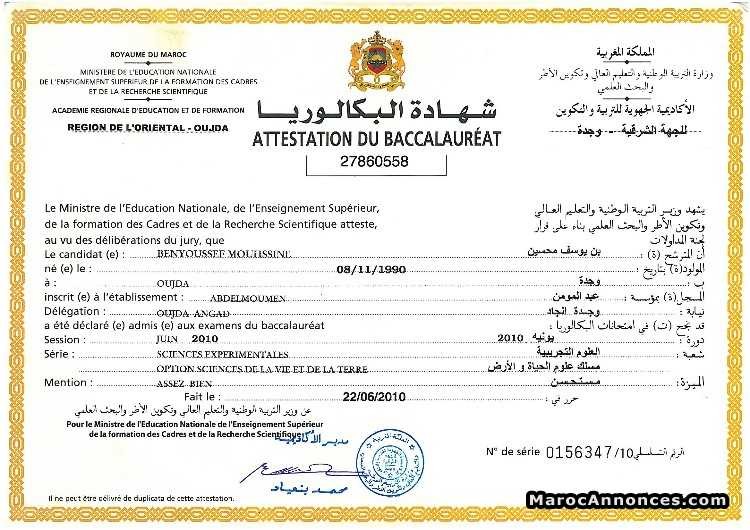 ROYAUME DU MAROC
MINISTERE DE L'EDUCATION NATIONALE
DE L'ENSEIGNEMENT SUPERIEUR,DE LA FORMATION DES CADRES
ET DE LA RECHERCHE SCIENTIFIQUE
ACADEMIE REGIONALE D'EDUCATION ET DE FORMATION
REGION DE L'ORIENTAL - OUJDA
المملكة المغربية
وزارة التربية الوطنية والتعليم العالي وتكوين الأطر
والبحث العلمي
الأكاديمية الجهوية للتربية والتكوين
للجهة الشرقية - وجدة
شهادة البكالوريا
ATTESTATION DU BACCALAURÉAT
27860558
Le Ministre de l'Education Nationale, de l'Enseignement Supérieur,
de la formation des Cadres et de la Recherche Scientifique atteste,
au vu des délibérations du jury, que
يشهد وزير التربية الوطنية والتعليم العالي
وتكوين الأطر والبحث العلمي بناء على قرار
لجنة المداولات
Le candidat (e) : BENYOUSSEF MOUHSSINE بن يوسف محسين أن المترشح (ة) :
né (e) le : 08/11/1990 المولود(ة) بتاريخ :
à : OUJDA وجدة ب :
inscrit (e) à l'établissement : ABDELMOUMEN عبد المومن المسجل(ة) بمؤسسة :
Délégation : OUJDA ANGAD وجدة انجاد نيابة :
a été déclaré (e) admis (e) aux examens du baccalauréat قد نجح (ت) في امتحانات البكالوريا :
Session : JUIN 2010 2010 يونيه دورة :
Série : SCIENCES EXPERIMENTALES العلوم التجريبية شعبة :
OPTION SCIENCES DE LA VIE ET DE LA TERRE مسلك علوم الحياة و الأرض
Mention : ASSEZ BIEN مستحسن الميزة :
Fait le : 22/06/2010 حرر في :
عن وزير التربية الوطنية والتعليم العالي وتكوين الأطر والبحث العلمي
Pour le Ministre de l'Education Nationale de l'Enseignement Supérieur
de la formation des Cadres et de la Recherche Scientifique
مدير الأكاديمية
N° de série 0156347/10 الرقم التسلسلي
Il ne peut être délivré de duplicata de cette attestation.
MarocAnnonces.com